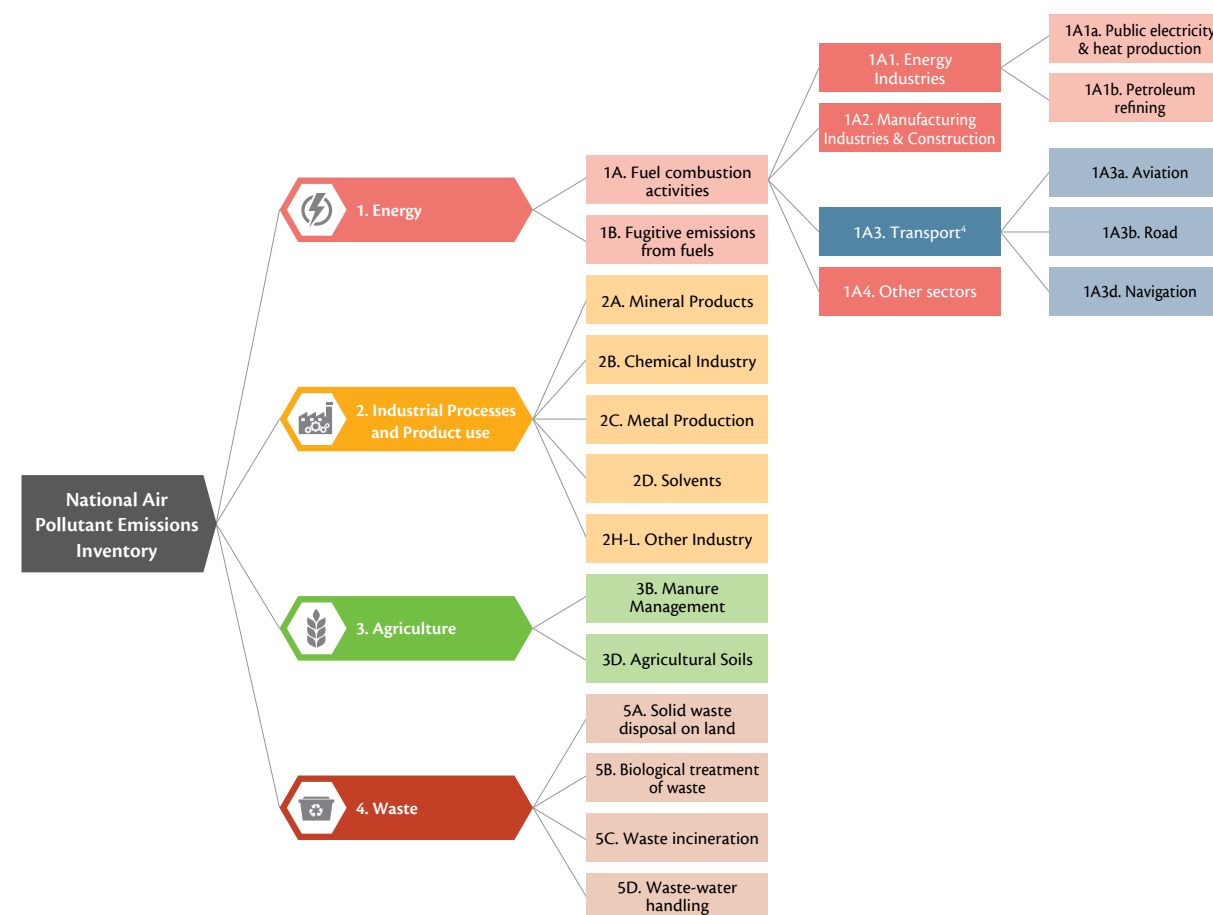 National Air
Pollutant Emissions
Inventory
1. Energy
1A. Fuel combustion
activities
1A1. Energy
Industries
1A1a. Public electricity
& heat production
1A1b. Petroleum
refining
1A2. Manufacturing
Industries & Construction
1A3. Transport⁴
1A3a. Aviation
1A3b. Road
1A3d. Navigation
1A4. Other sectors
1B. Fugitive emissions
from fuels
2. Industrial Processes
and Product use
2A. Mineral Products
2B. Chemical Industry
2C. Metal Production
2D. Solvents
2H-L. Other Industry
3. Agriculture
3B. Manure
Management
3D. Agricultural Soils
4. Waste
5A. Solid waste
disposal on land
5B. Biological treatment
of waste
5C. Waste incineration
5D. Waste-water
handling